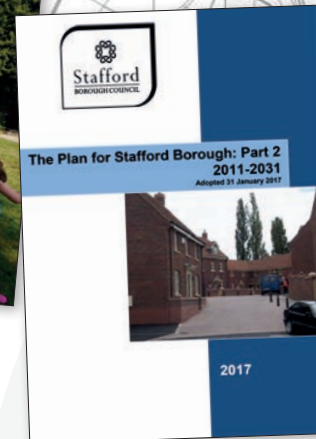 Stafford
BOROUGH COUNCIL
The Plan for Stafford Borough: Part 2
2011-2031
Adopted 31 January 2017
2017